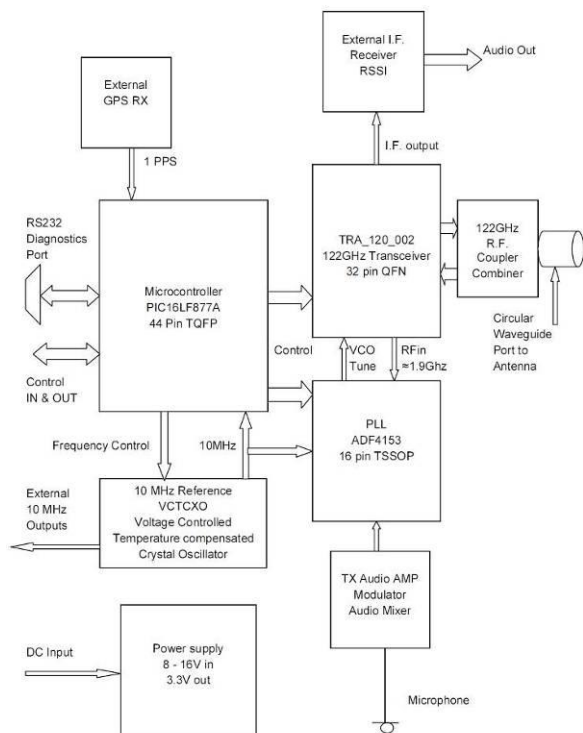 External I.F.
Receiver
RSSI
Audio Out
External
GPS RX
1 PPS
I.F. output
RS232
Diagnostics
Port
Microcontroller
PIC16LF877A
44 Pin TQFP
TRA_120_002
122GHz Transceiver
32 pin QFN
122GHz
R.F.
Coupler
Combiner
Circular
Waveguide
Port to
Antenna
Control
IN & OUT
Control
VCO
Tune
RFin
≈1.9Ghz
Frequency Control
10MHz
PLL
ADF4153
16 pin TSSOP
External
10 MHz
Outputs
10 MHz Reference
VCTCXO
Voltage Controlled
Temperature compensated
Crystal Oscillator
TX Audio AMP
Modulator
Audio Mixer
DC Input
Power supply
8 - 16V in
3.3V out
Microphone